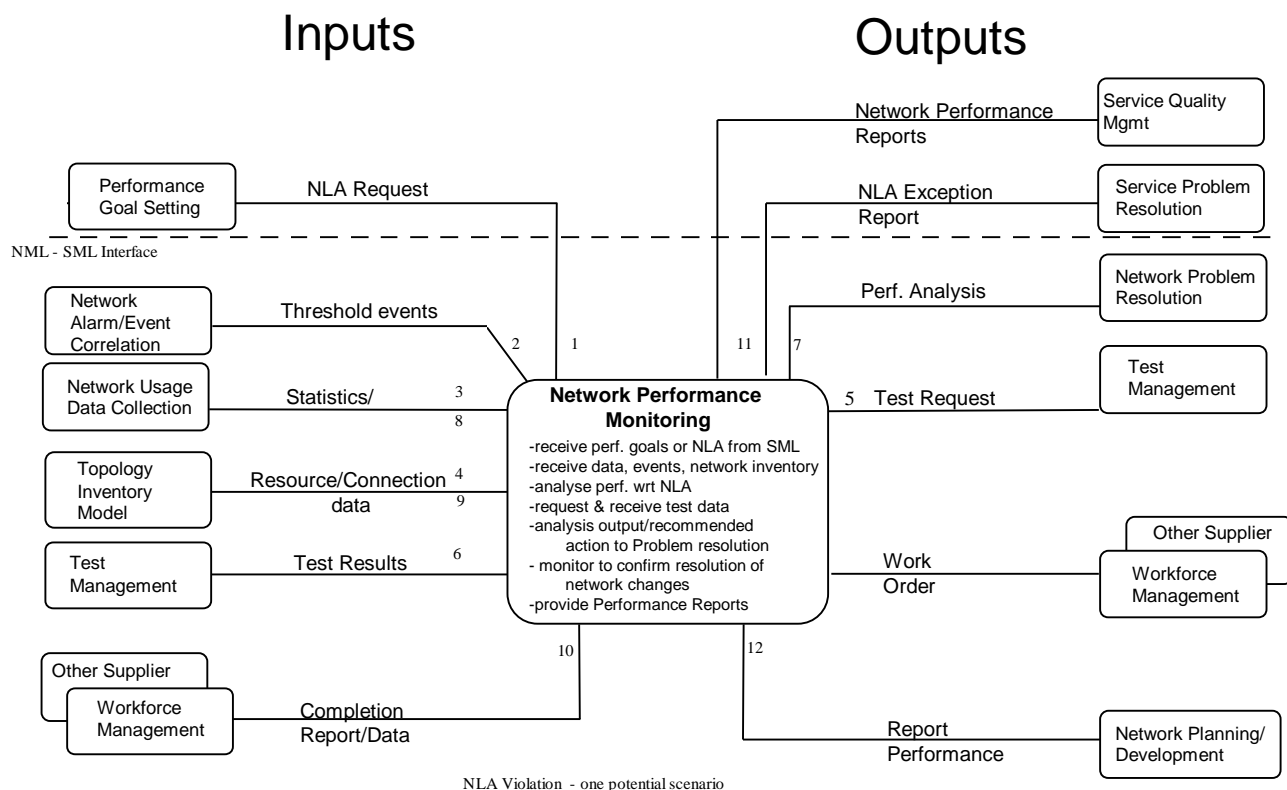 Inputs
Outputs
Network Performance
Reports
Service Quality
Mgmt
Performance
Goal Setting
NLA Request
NLA Exception
Report
Service Problem
Resolution
NML - SML Interface
Network
Alarm/Event
Correlation
Threshold events
2
1
11
7
Perf. Analysis
Network Problem
Resolution
Network Usage
Data Collection
Statistics/
3
8
5
Test Request
Test
Management
Network Performance
Monitoring
-receive perf. goals or NLA from SML
-receive data, events, network inventory
-analyse perf. wrt NLA
-request & receive test data
-analysis output/recommended
action to Problem resolution
- monitor to confirm resolution of
network changes
-provide Performance Reports
Topology
Inventory
Model
Resource/Connection
data
4
9
Test
Management
Test Results
6
Work
Order
Other Supplier
Workforce
Management
10
12
Other Supplier
Workforce
Management
Completion
Report/Data
Report
Performance
Network Planning/
Development
NLA Violation - one potential scenario